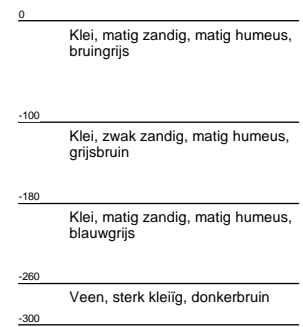 0
Klei, matig zandig, matig humeus,
bruingrijs
-100
Klei, zwak zandig, matig humeus,
grijsbruin
-180
Klei, matig zandig, matig humeus,
blauwgrijs
-260
Veen, sterk kleiïg, donkerbruin
-300